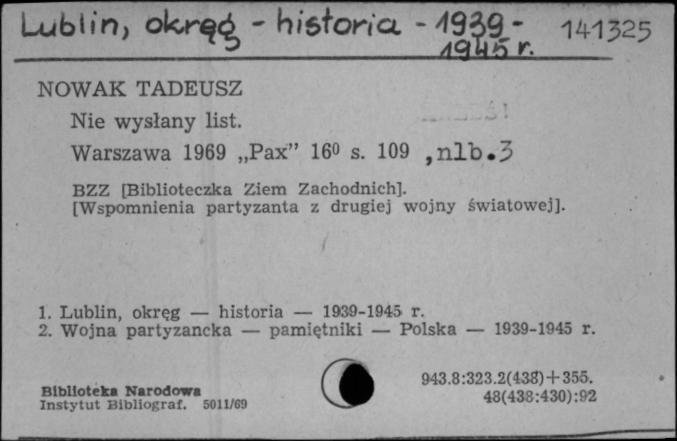 Lublin, okręg - historia - 1939-
1945 r.
141325
NOWAK TADEUSZ
Nie wysłany list.
Warszawa 1969 „Pax” 16⁰ s. 109 , nlb. 3
BZZ [Biblioteczka Ziem Zachodnich].
[Wspomnienia partyzanta z drugiej wojny światowej].
1. Lublin, okręg — historia — 1939-1945 r.
2. Wojna partyzancka — pamiętniki — Polska — 1939-1945 r.
943.8:323.2(438)+355.
48(438:430):92
Biblioteka Narodowa
Instytut Bibliograf. 5011/69